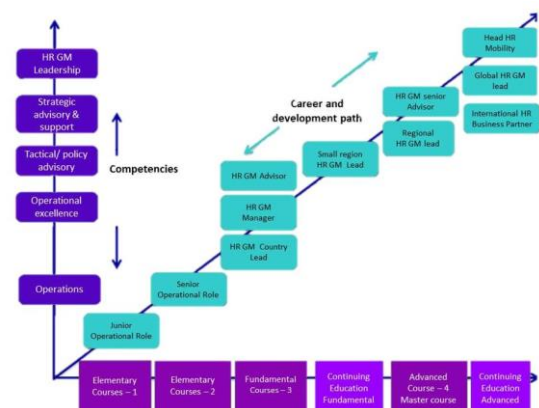 HR GM
Leadership
Strategic
advisory &
support
Tactical/ policy
advisory
Operational
excellence
Operations
Competencies
Career and
development path
Junior
Operational Role
Senior
Operational Role
HR GM Advisor
HR GM
Manager
HR GM Country
Lead
Small region
HR GM Lead
HR GM senior
Advisor
Regional
HR GM lead
Head HR
Mobility
Global HR GM
lead
International HR
Business Partner
Elementary
Courses – 1
Elementary
Courses – 2
Fundamental
Courses – 3
Continuing
Education
Fundamental
Advanced
Course – 4
Master course
Continuing
Education
Advanced